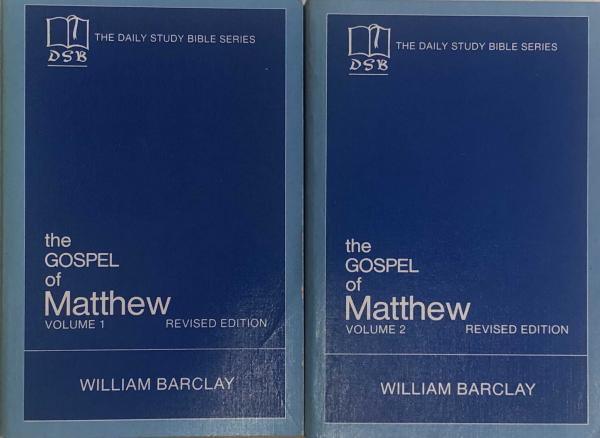 THE DAILY STUDY BIBLE SERIES
DSB
the
GOSPEL
of
Matthew
VOLUME 1 REVISED EDITION
WILLIAM BARCLAY
THE DAILY STUDY BIBLE SERIES
DSB
the
GOSPEL
of
Matthew
VOLUME 2 REVISED EDITION
WILLIAM BARCLAY